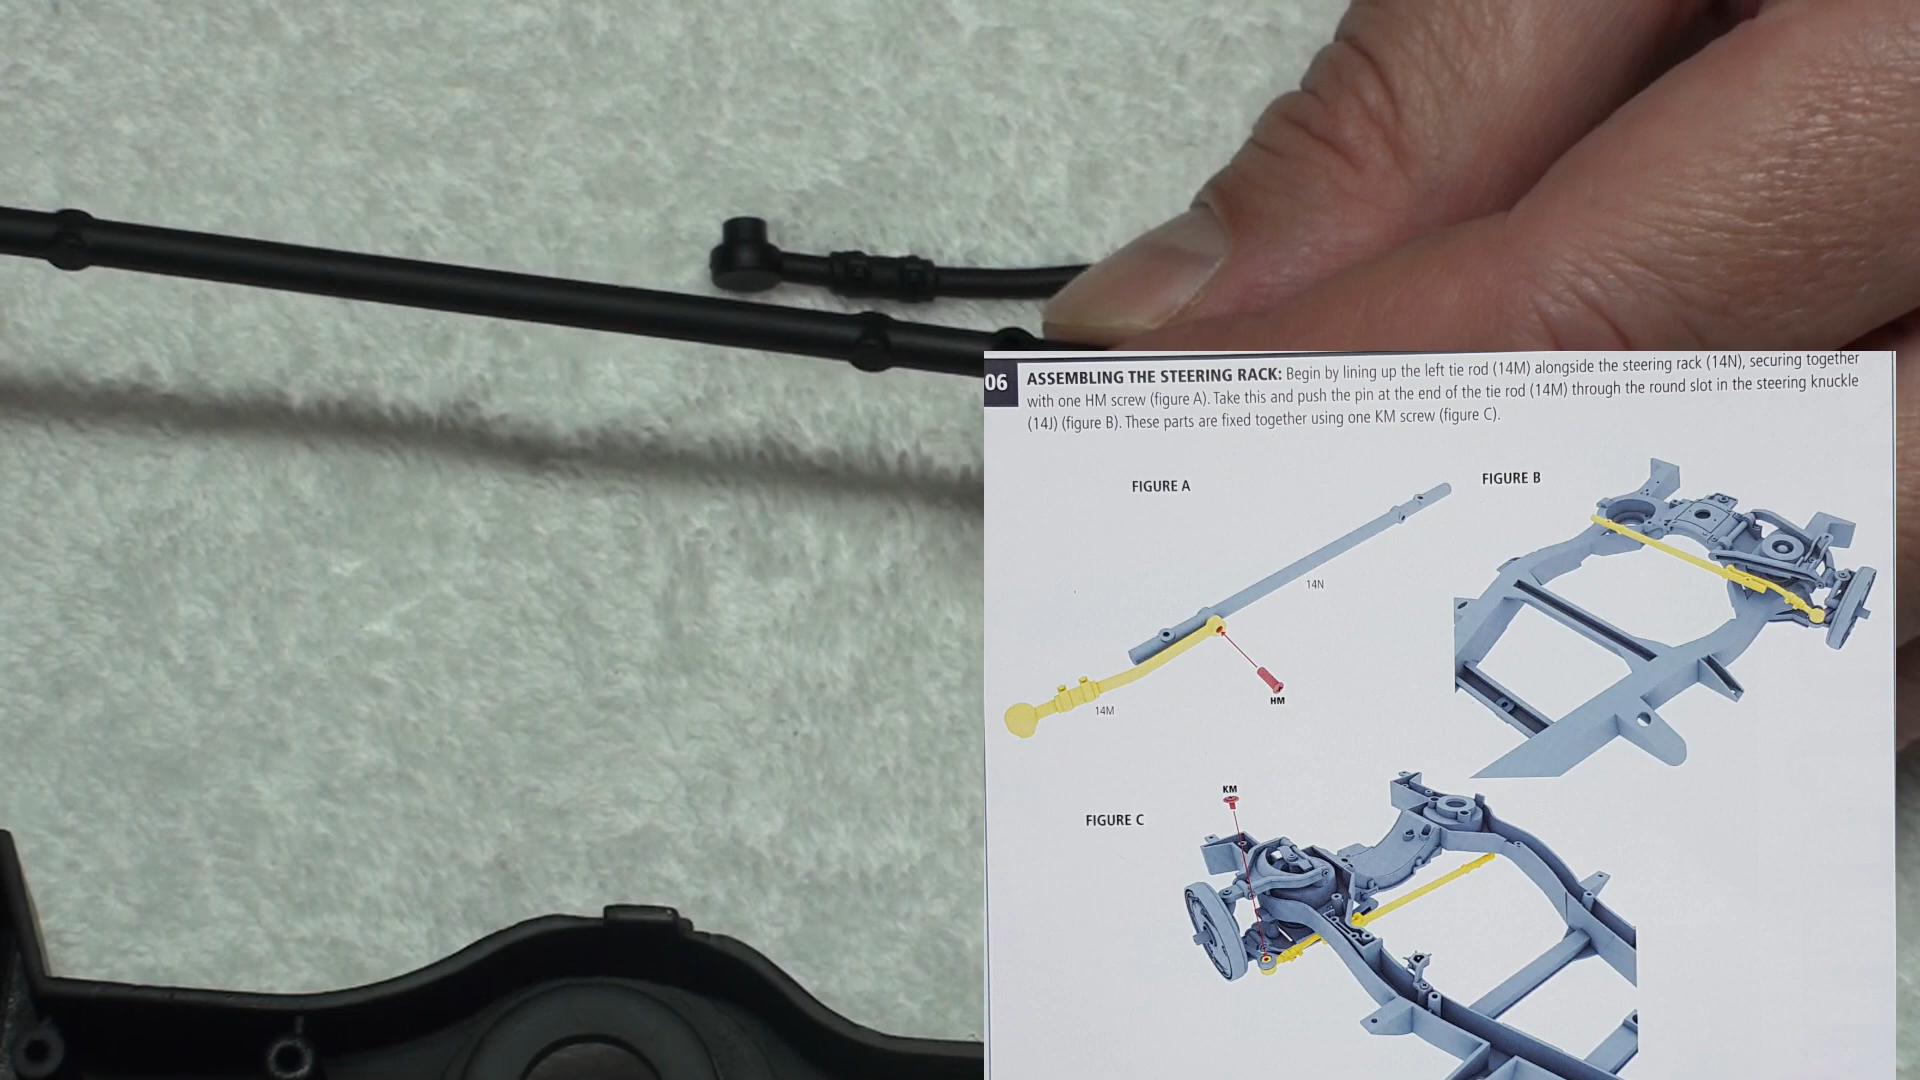 06 ASSEMBLING THE STEERING RACK: Begin by lining up the left tie rod (14M) alongside the steering rack (14N), securing together
with one HM screw (figure A). Take this and push the pin at the end of the tie rod (14M) through the round slot in the steering knuckle
(14J) (figure B). These parts are fixed together using one KM screw (figure C).
FIGURE A
FIGURE B
14N
HM
14M
KM
FIGURE C